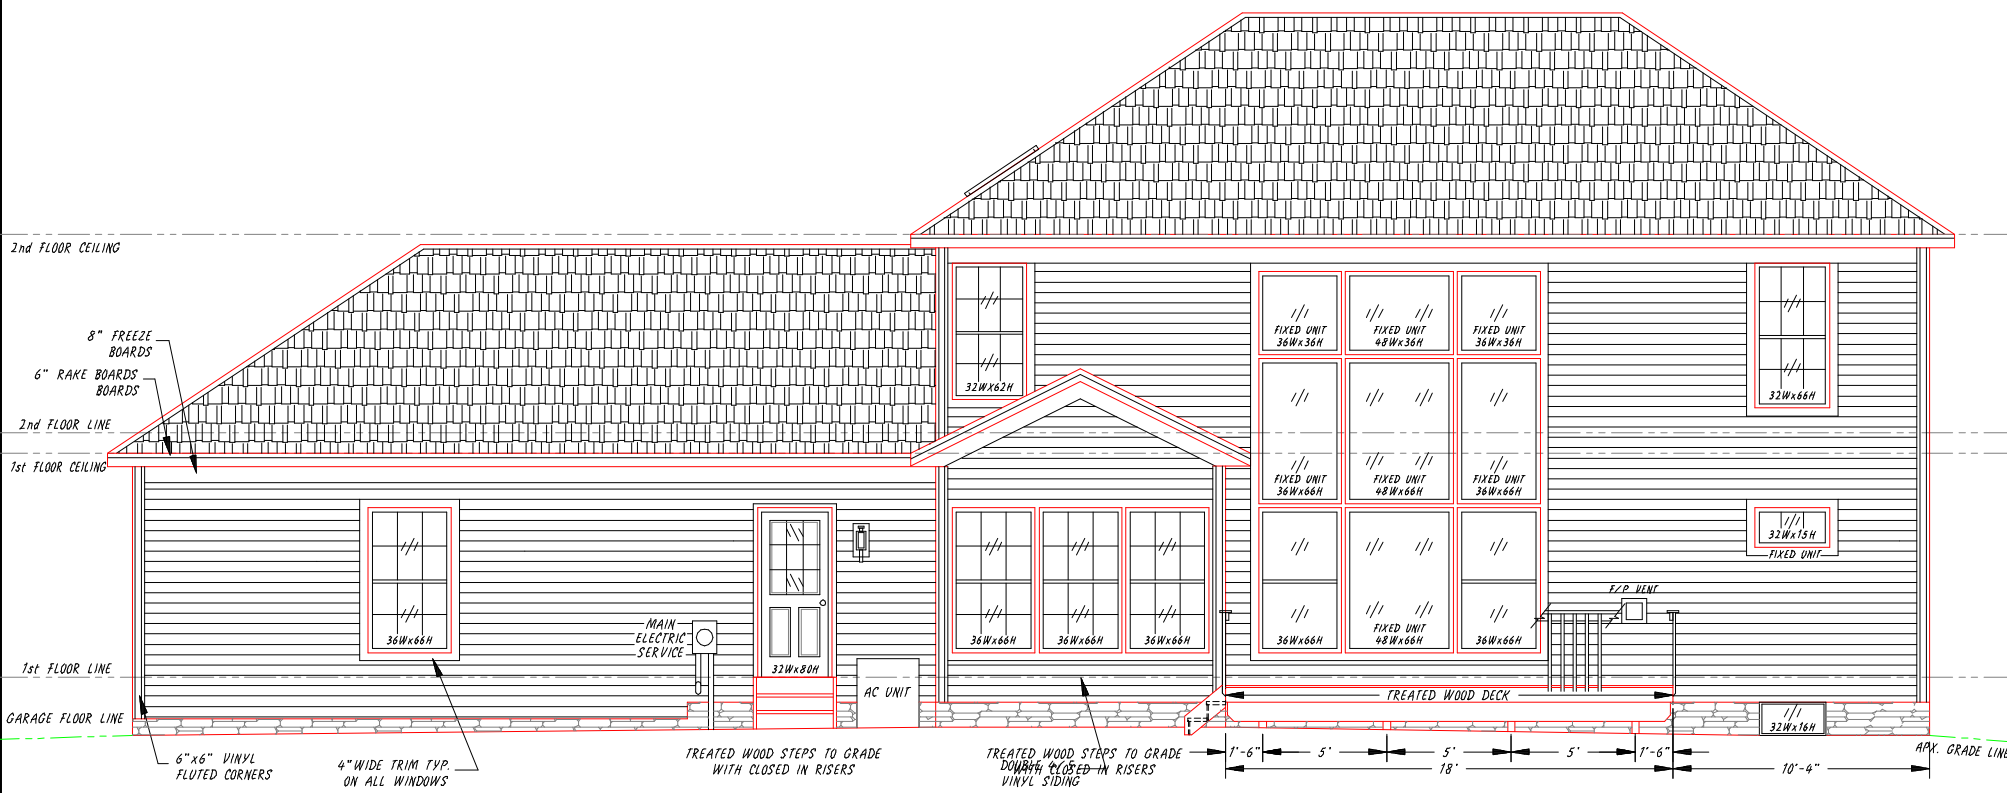 2nd FLOOR CEILING
8" FREEZE
BOARDS
6" RAKE BOARDS
BOARDS
2nd FLOOR LINE
1st FLOOR CEILING
1st FLOOR LINE
GARAGE FLOOR LINE
6"x6" VINYL
FLUTED CORNERS
4" WIDE TRIM TYP.
ON ALL WINDOWS
36Wx66H
MAIN
ELECTRIC
SERVICE
32Wx80H
AC UNIT
TREATED WOOD STEPS TO GRADE
WITH CLOSED IN RISERS
32WX62H
36Wx66H 36Wx66H 36Wx66H
TREATED WOOD STEPS TO GRADE
WITH CLOSED IN RISERS
DOUBLE
VINYL SIDING
FIXED UNIT
36Wx36H
FIXED UNIT
48Wx36H
FIXED UNIT
36Wx36H
FIXED UNIT
36Wx66H
FIXED UNIT
48Wx66H
FIXED UNIT
36Wx66H
36Wx66H
FIXED UNIT
48Wx66H
36Wx66H
32Wx66H
32Wx15H
FIXED UNIT
F/P VENT
TREATED WOOD DECK
32Wx16H
1'-6" 5' 5' 5' 1'-6"
18' 10'-4"
APX. GRADE LINE